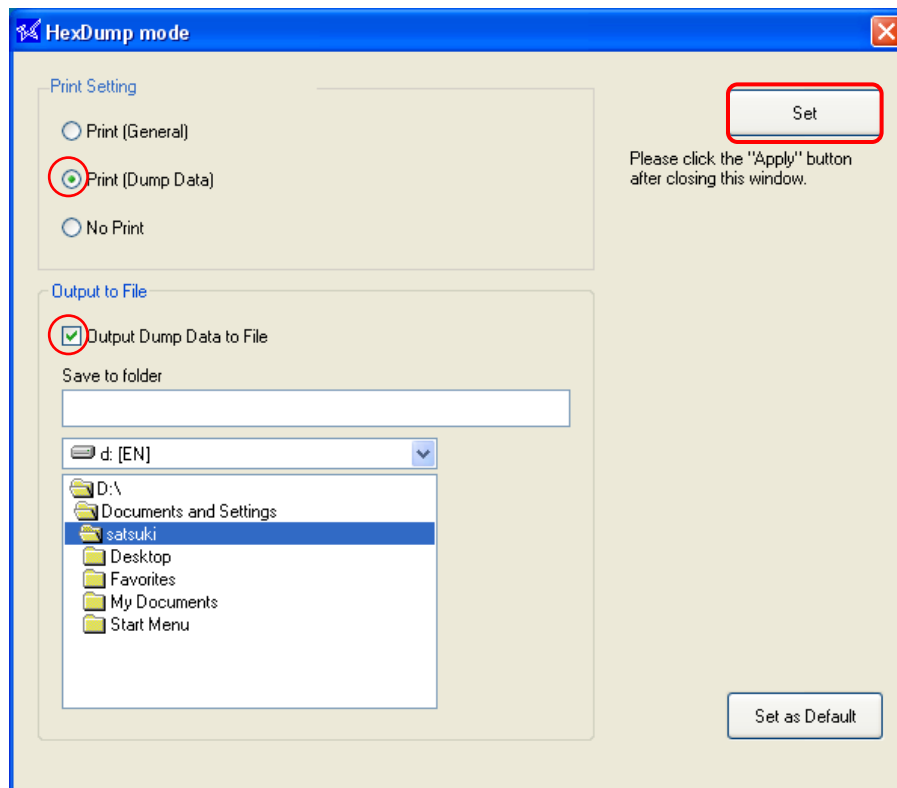 HexDump mode
Print Setting
Print (General)
Print (Dump Data)
No Print
Set
Please click the "Apply" button
after closing this window.
Output to File
Output Dump Data to File
Save to folder
d: [EN]
D:\
Documents and Settings
satsuki
Desktop
Favorites
My Documents
Start Menu
Set as Default